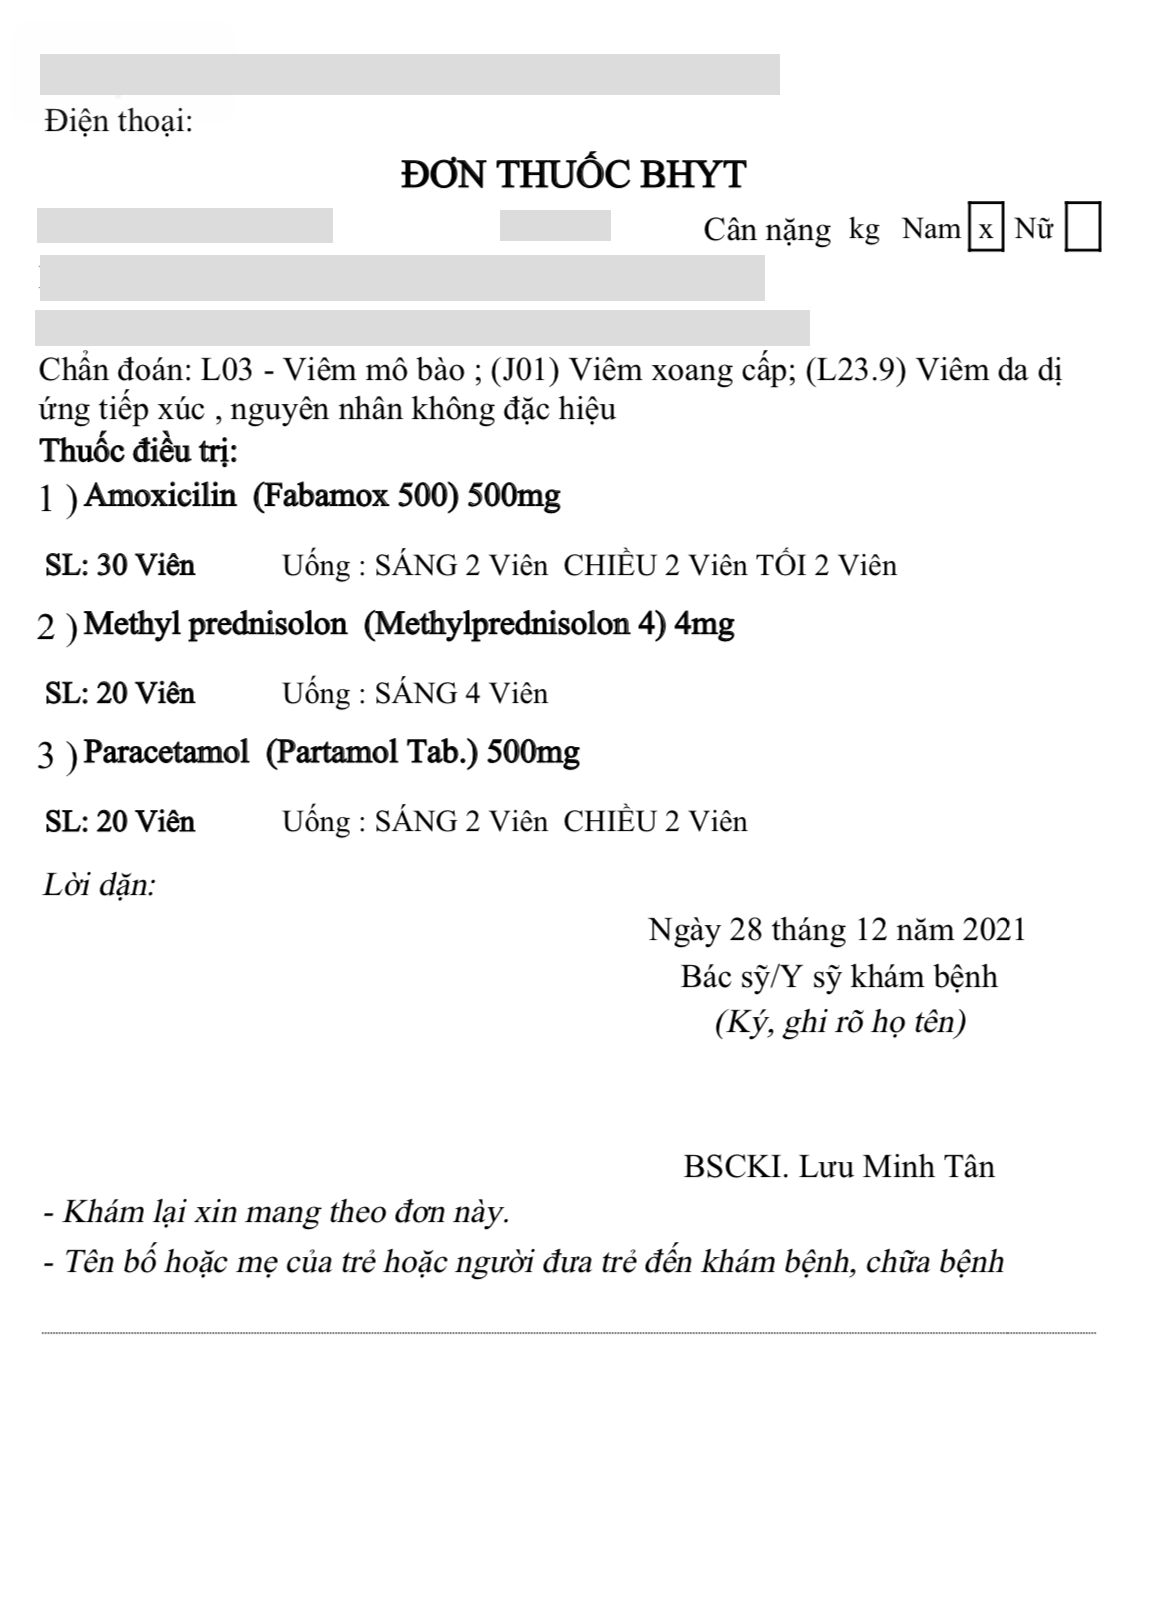 Điện thoại:
ĐƠN THUỐC BHYT
Cân nặng kg Nam x Nữ
Chẩn đoán: L03 - Viêm mô bào ; (J01) Viêm xoang cấp; (L23.9) Viêm da dị
ứng tiếp xúc , nguyên nhân không đặc hiệu
Thuốc điều trị:
1 ) Amoxicilin (Fabamox 500) 500mg
SL: 30 Viên Uống : SÁNG 2 Viên CHIỀU 2 Viên TỐI 2 Viên
2 ) Methyl prednisolon (Methylprednisolon 4) 4mg
SL: 20 Viên Uống : SÁNG 4 Viên
3 ) Paracetamol (Partamol Tab.) 500mg
SL: 20 Viên Uống : SÁNG 2 Viên CHIỀU 2 Viên
Lời dặn:
Ngày 28 tháng 12 năm 2021
Bác sỹ/Y sỹ khám bệnh
(Ký, ghi rõ họ tên)
BSCKI. Lưu Minh Tân
- Khám lại xin mang theo đơn này.
- Tên bố hoặc mẹ của trẻ hoặc người đưa trẻ đến khám bệnh, chữa bệnh